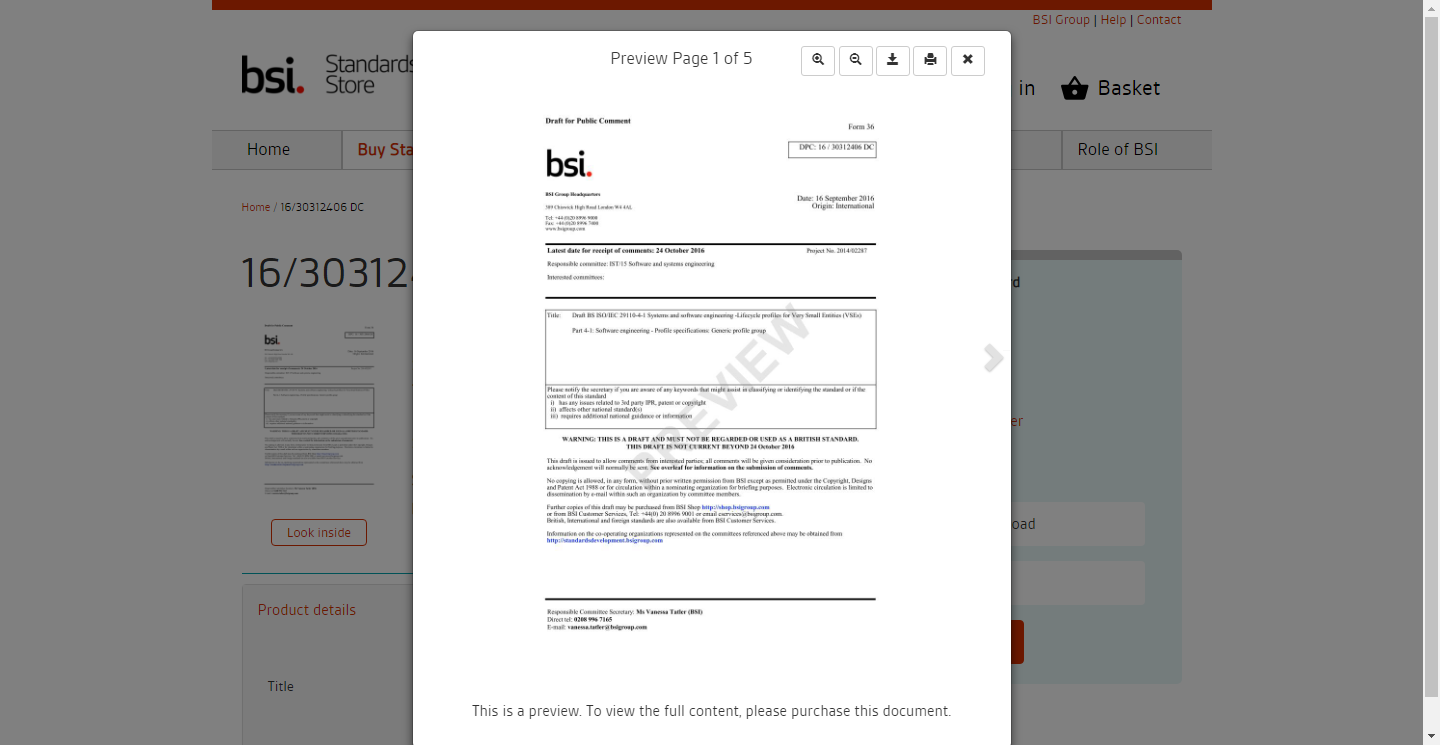 BSI Group | Help | Contact
bsi.
Standards
Store
in
Basket
Home
Buy Sta
Role of BSI
Home / 16/30312406 DC
16/30312
rd
er
oad
Look inside
Product details
Title
Preview Page 1 of 5
Draft for Public Comment
Form 36
DPC: 16 / 30312406 DC
bsi.
BSI Group Headquarters
389 Chiswick High Road London W4 4AL
Tel: +44 (0)20 8996 9000
Fax: +44 (0)20 8996 7400
www.bsigroup.com
Date: 16 September 2016
Origin: International
Latest date for receipt of comments: 24 October 2016
Project No. 2014/02287
Responsible committee: IST/15 Software and systems engineering
Interested committees:
Title: Draft BS ISO/IEC 29110-4-1 Systems and software engineering -Lifecycle profiles for Very Small Entities (VSEs)
Part 4-1: Software engineering - Profile specifications: Generic profile group
PREVIEW
Please notify the secretary if you are aware of any keywords that might assist in classifying or identifying the standard or if the
content of this standard
i) has any issues related to 3rd party IPR, patent or copyright
ii) affects other national standard(s)
iii) requires additional national guidance or information
WARNING: THIS IS A DRAFT AND MUST NOT BE REGARDED OR USED AS A BRITISH STANDARD.
THIS DRAFT IS NOT CURRENT BEYOND 24 October 2016
This draft is issued to allow comments from interested parties; all comments will be given consideration prior to publication. No
acknowledgement will normally be sent. See overleaf for information on the submission of comments.
No copying is allowed, in any form, without prior written permission from BSI except as permitted under the Copyright, Designs
and Patent Act 1988 or for circulation within a nominating organization for briefing purposes. Electronic circulation is limited to
dissemination by e-mail within such an organization by committee members.
Further copies of this draft may be purchased from BSI Shop http://shop.bsigroup.com
or from BSI Customer Services, Tel: +44(0) 20 8996 9001 or email cservices@bsigroup.com.
British, International and foreign standards are also available from BSI Customer Services.
Information on the co-operating organizations represented on the committees referenced above may be obtained from
http://standardsdevelopment.bsigroup.com
Responsible Committee Secretary: Ms Vanessa Tatler (BSI)
Direct tel: 0208 996 7165
E-mail: vanessa.tatler@bsigroup.com
This is a preview. To view the full content, please purchase this document.